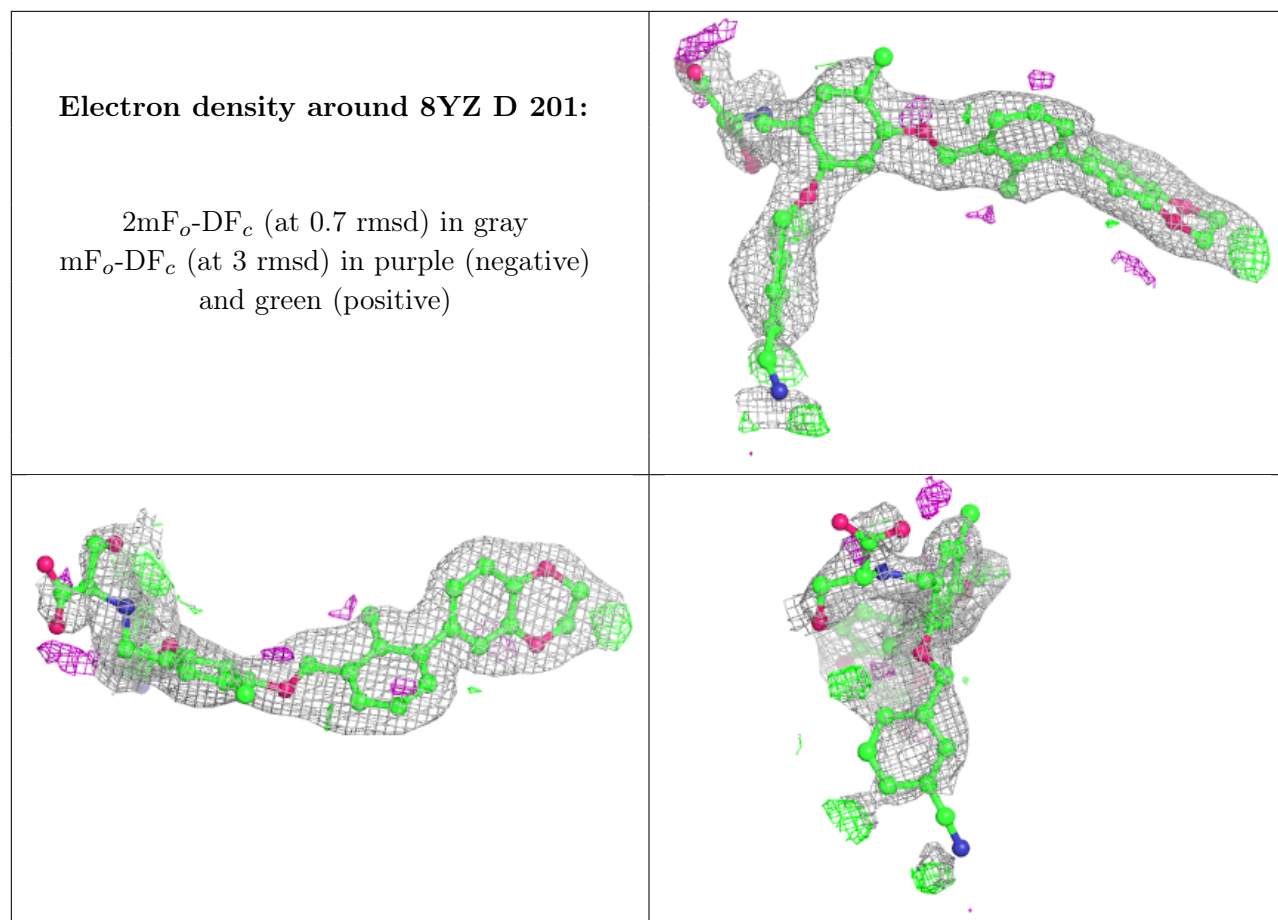 Electron density around 8YZ D 201:
2mFo-DFc (at 0.7 rmsd) in gray
mFo-DFc (at 3 rmsd) in purple (negative)
and green (positive)